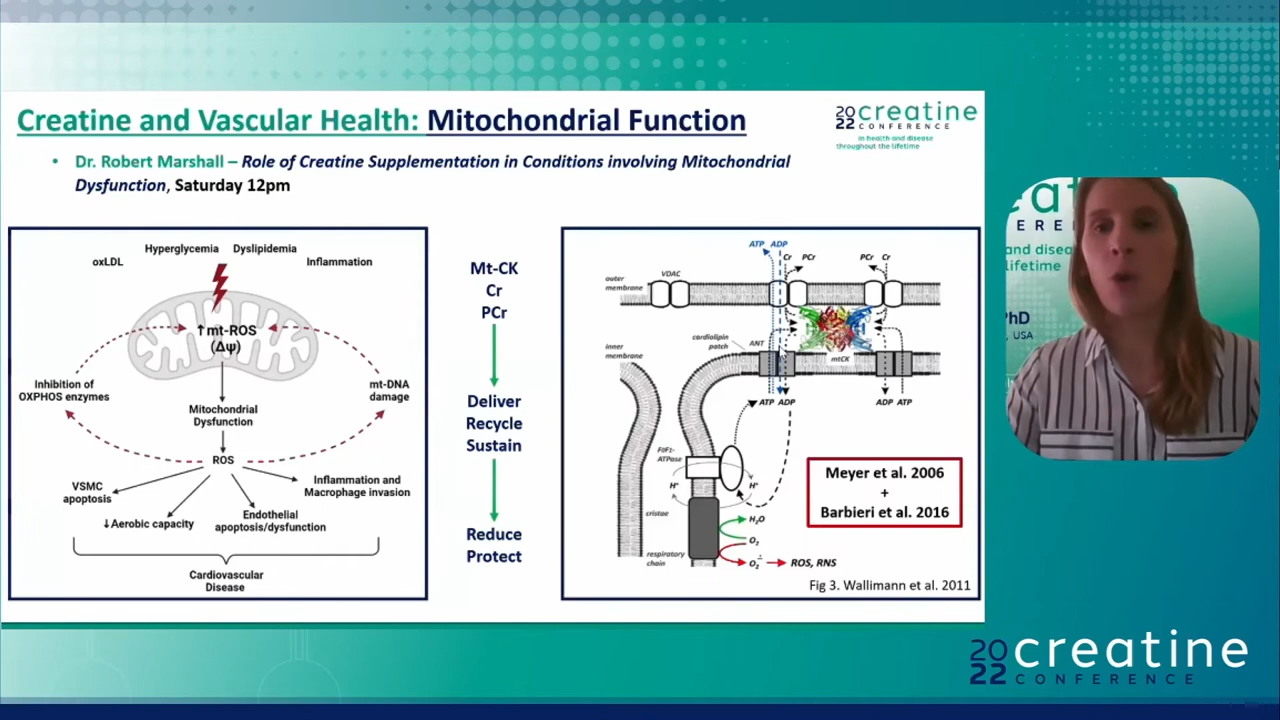 Creatine and Vascular Health: Mitochondrial Function
2022 creatine
CONFERENCE
in health and disease
throughout the lifetime
• Dr. Robert Marshall – Role of Creatine Supplementation in Conditions involving Mitochondrial
Dysfunction, Saturday 12pm
Hyperglycemia Dyslipidemia
oxLDL
Inflammation
↑mt-ROS
(Δψ)
Inhibition of
OXPHOS enzymes
mt-DNA
damage
Mitochondrial
Dysfunction
ROS
VSMC
apoptosis
↓Aerobic capacity
Endothelial
apoptosis/dysfunction
Inflammation and
Macrophage invasion
Cardiovascular
Disease
Mt-CK
Cr
PCr
Deliver
Recycle
Sustain
Reduce
Protect
ATP ADP
Cr PCr
PCr Cr
VDAC
outer
membrane
cardiolipin
patch
ANT
mtCK
inner
membrane
ATP ADP
ADP ATP
F0F1-
ATPase
H+ H+
cristae
H2O
O2
respiratory
chain
O2∸
ROS, RNS
Meyer et al. 2006
+
Barbieri et al. 2016
Fig 3. Wallimann et al. 2011
eat
ERE
and disea
lifetime
PhD
, USA
2022 creatine
CONFERENCE